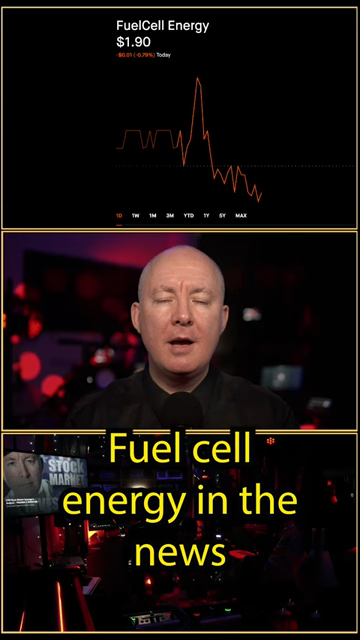 FuelCell Energy
$1.90
-$0.01 (-0.79%) Today
1D 1W 1M 3M YTD 1Y 5Y MAX
STOCK
MARKET
Fuel cell
energy in the
news